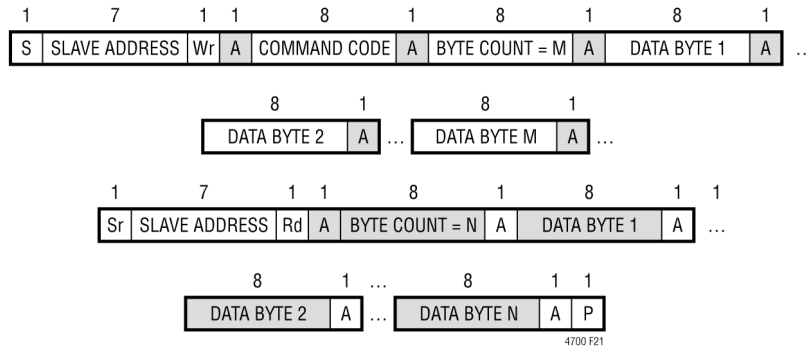 1 7 1 1 8 1 8 1 8 1
S SLAVE ADDRESS Wr A COMMAND CODE A BYTE COUNT = M A DATA BYTE 1 A ..
8 1 8 1
DATA BYTE 2 A ... DATA BYTE M A ...
1 7 1 1 8 1 8 1 1
Sr SLAVE ADDRESS Rd A BYTE COUNT = N A DATA BYTE 1 A ...
8 1 ... 8 1 1
DATA BYTE 2 A ... DATA BYTE N A P
4700 F21